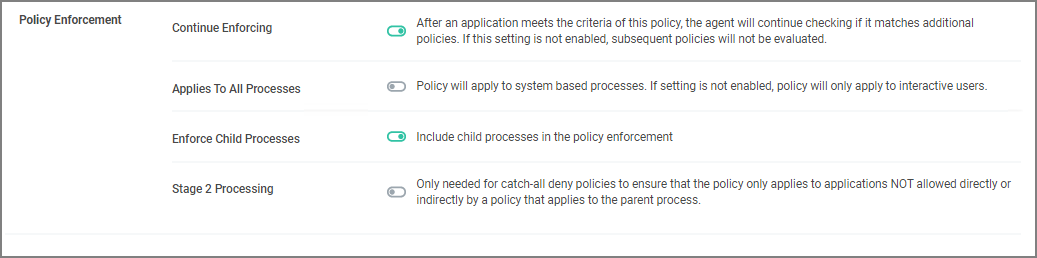 Policy Enforcement
Continue Enforcing
After an application meets the criteria of this policy, the agent will continue checking if it matches additional
policies. If this setting is not enabled, subsequent policies will not be evaluated.
Applies To All Processes
Policy will apply to system based processes. If setting is not enabled, policy will only apply to interactive users.
Enforce Child Processes
Include child processes in the policy enforcement
Stage 2 Processing
Only needed for catch-all deny policies to ensure that the policy only applies to applications NOT allowed directly or
indirectly by a policy that applies to the parent process.